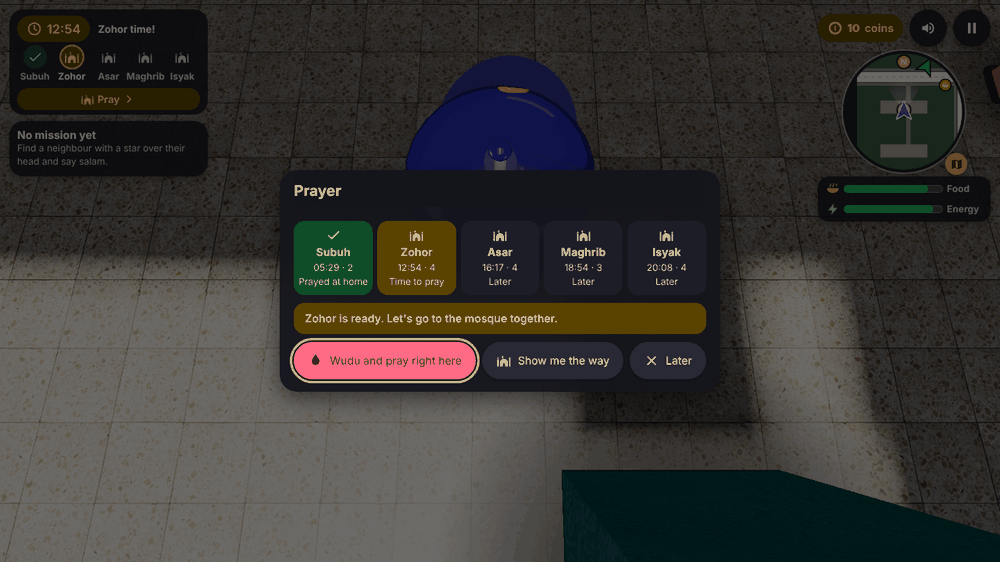 12:54
Zohor time!
Subuh
Zohor
Asar
Maghrib
Isyak
Pray
No mission yet
Find a neighbour with a star over their
head and say salam.
10 coins
N
Food
Energy
Prayer
Subuh
05:29 · 2
Prayed at home
Zohor
12:54 · 4
Time to pray
Asar
16:17 · 4
Later
Maghrib
18:54 · 3
Later
Isyak
20:08 · 4
Later
Zohor is ready. Let's go to the mosque together.
Wudu and pray right here
Show me the way
Later